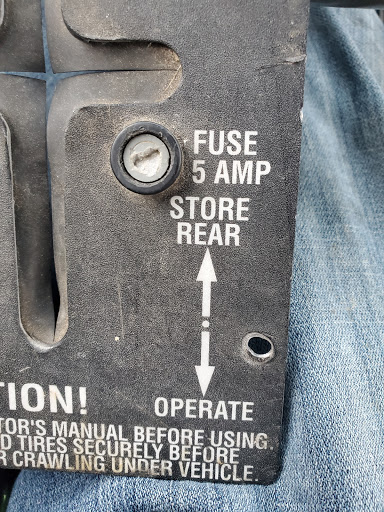 FUSE
5 AMP
STORE
REAR
OPERATE
TION!
TOR'S MANUAL BEFORE USING.
D TIRES SECURELY BEFORE
R CRAWLING UNDER VEHICLE.